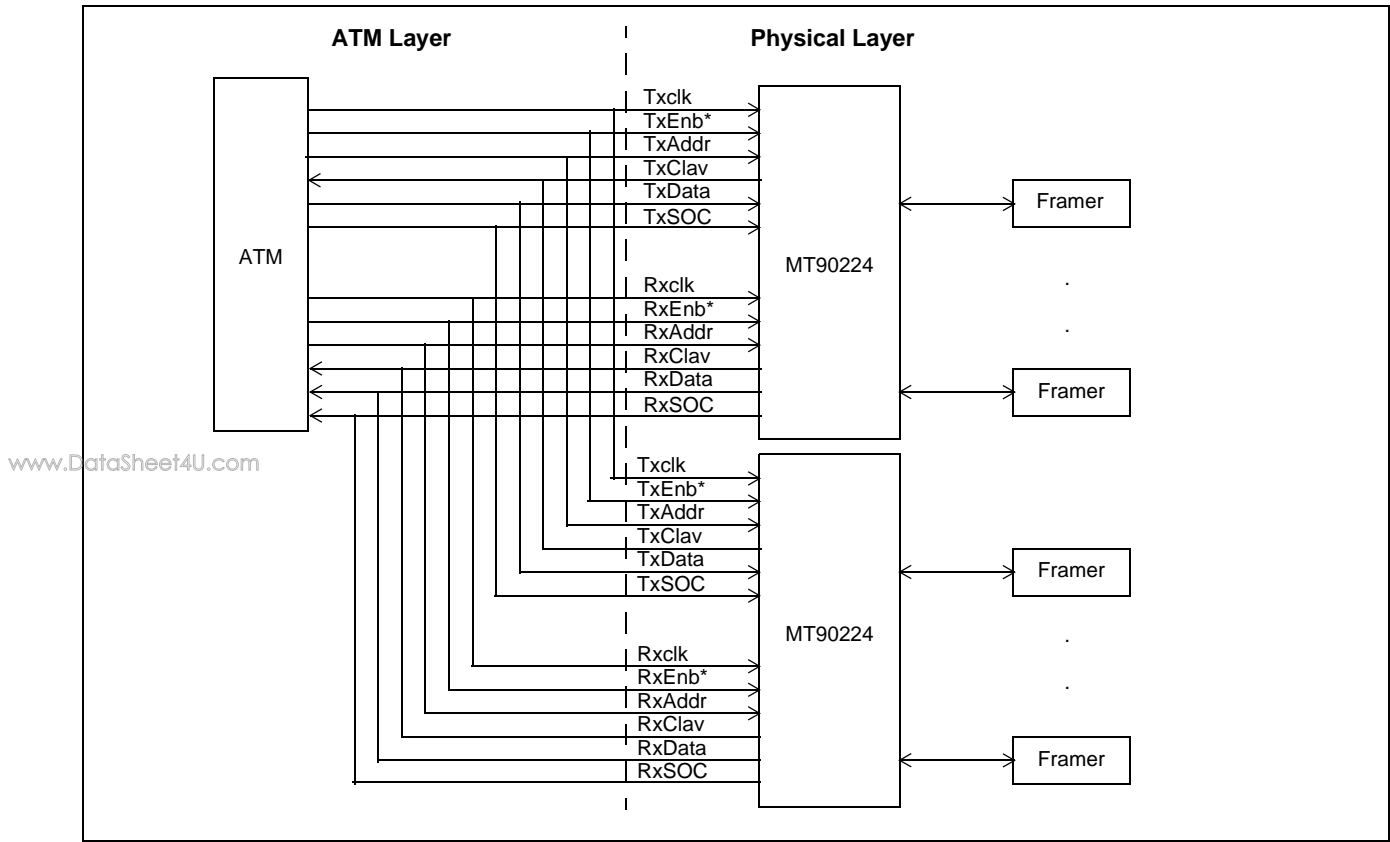 ATM Layer
Physical Layer
Txclk
TxEnb*
TxAddr
TxClav
TxData
TxSOC
Framer
ATM
MT90224
.
Rxclk
RxEnb*
.
RxAddr
RxClav
RxData
Framer
RxSOC
www.DataSheet4U.com
Txclk
TxEnb*
TxAddr
TxClav
TxData
Framer
TxSOC
MT90224
.
Rxclk
RxEnb*
.
RxAddr
RxClav
RxData
Framer
RxSOC